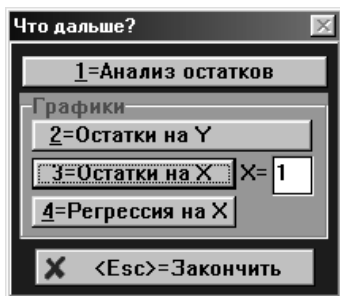 Что дальше?
1=Анализ остатков
Графики
2=Остатки на Y
3=Остатки на X X= 1
4=Регрессия на X
<Esc>=Закончить